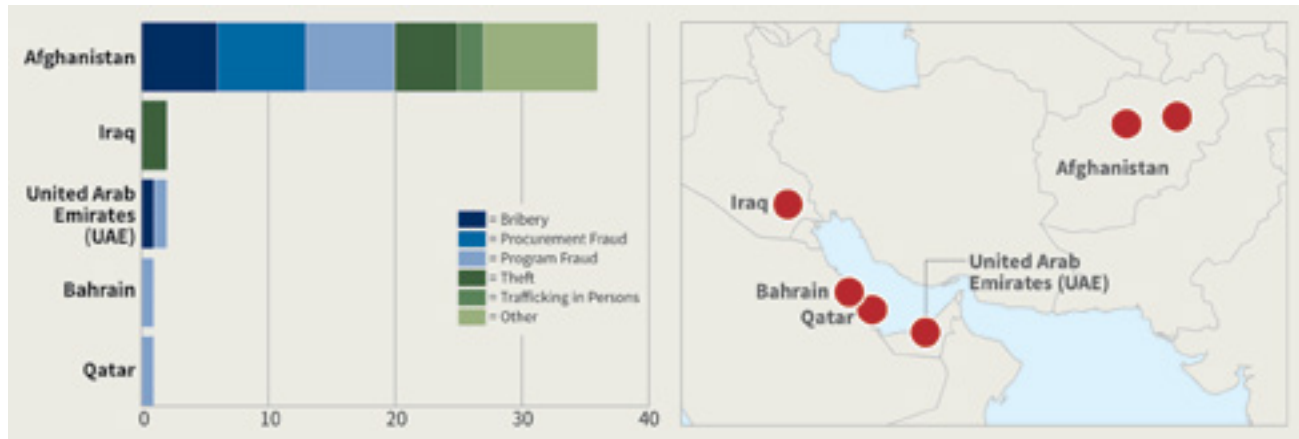 Afghanistan
Iraq
United Arab
Emirates
(UAE)
Bahrain
Qatar
0 10 20 30 40
= Bribery
= Procurement Fraud
= Program Fraud
= Theft
= Trafficking in Persons
= Other
Afghanistan
Iraq
United Arab
Emirates (UAE)
Bahrain
Qatar